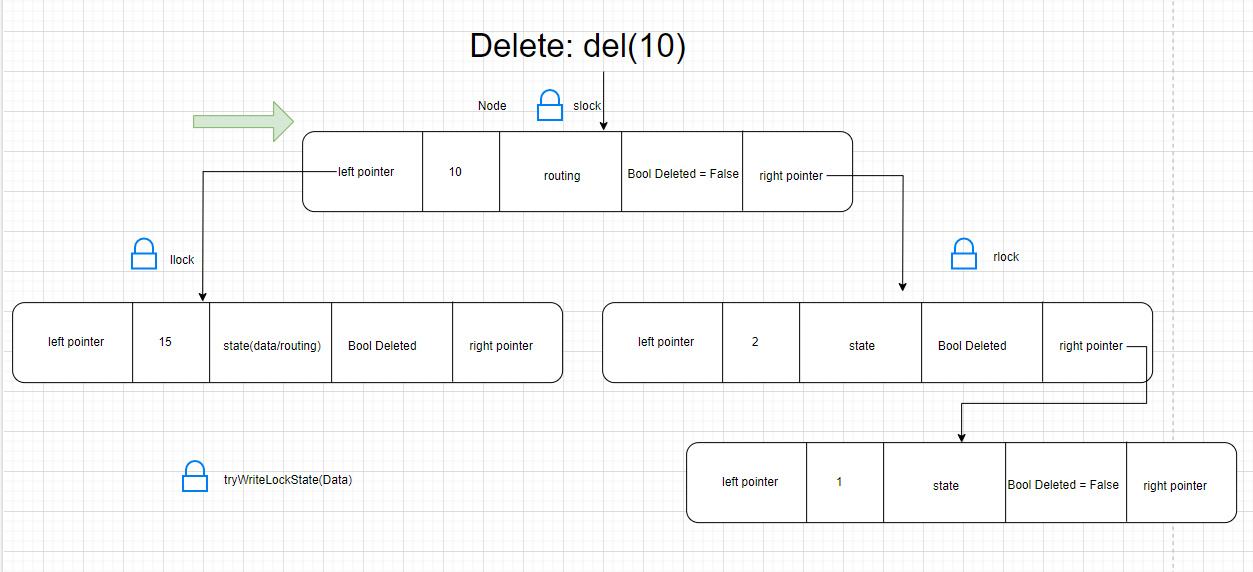 Delete: del(10)
Node
slock
left pointer
10
routing
Bool Deleted = False
right pointer
llock
rlock
left pointer
15
state(data/routing)
Bool Deleted
right pointer
left pointer
2
state
Bool Deleted
right pointer
tryWriteLockState(Data)
left pointer
1
state
Bool Deleted = False
right pointer